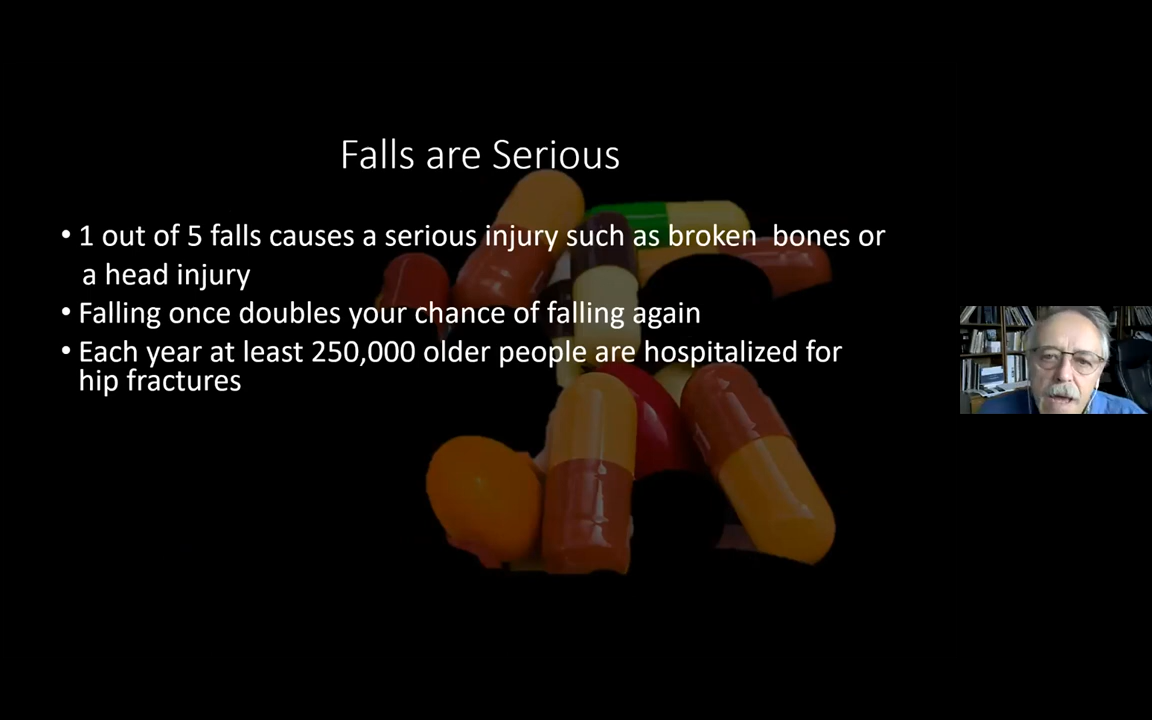 Falls are Serious
• 1 out of 5 falls causes a serious injury such as broken  bones or
a head injury
• Falling once doubles your chance of falling again
• Each year at least 250,000 older people are hospitalized for
hip fractures